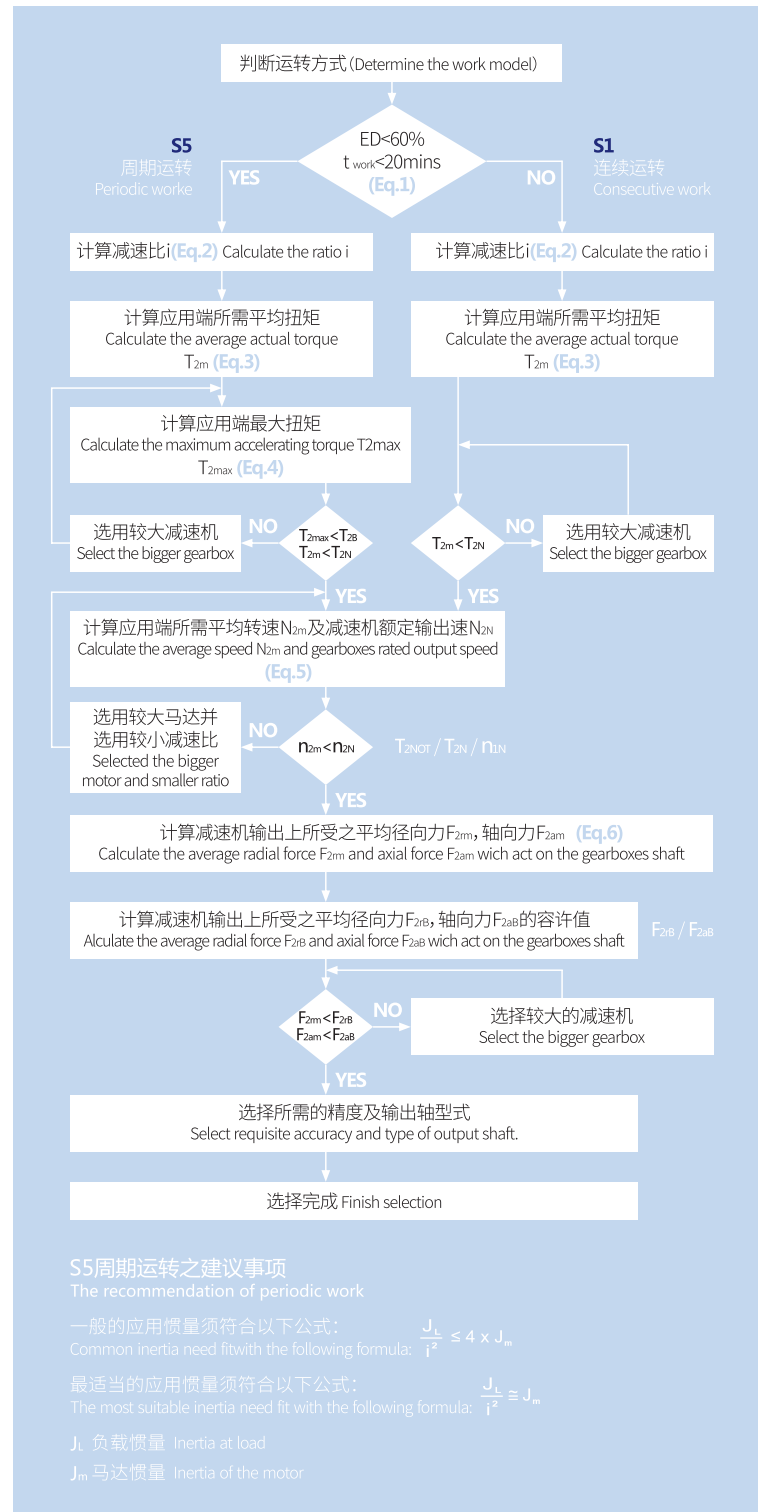 判断运转方式(Determine the work model)
ED<60%
t work<20mins
(Eq.1)
S5
周期运转
Periodic worke
YES
S1
连续运转
Consecutive work
NO
计算减速比i(Eq.2) Calculate the ratio i
计算减速比i(Eq.2) Calculate the ratio i
计算应用端所需平均扭矩
Calculate the average actual torque
T2m (Eq.3)
计算应用端所需平均扭矩
Calculate the average actual torque
T2m (Eq.3)
计算应用端最大扭矩
Calculate the maximum accelerating torque T2max
T2max (Eq.4)
选用较大减速机
Select the bigger gearbox
NO
T2max<T2B
T2m<T2N
T2m<T2N
NO
选用较大减速机
Select the bigger gearbox
YES
YES
计算应用端所需平均转速N2m及减速机额定输出速N2N
Calculate the average speed N2m and gearboxes rated output speed
(Eq.5)
选用较大马达并
选用较小减速比
Selected the bigger
motor and smaller ratio
NO
n2m<n2N
T2NOT / T2N / n1N
YES
计算减速机输出上所受之平均径向力F2rm, 轴向力F2am (Eq.6)
Calculate the average radial force F2rm and axial force F2am wich act on the gearboxes shaft
计算减速机输出上所受之平均径向力F2rB, 轴向力F2aB的容许值
Alculate the average radial force F2rB and axial force F2aB wich act on the gearboxes shaft
F2rB / F2aB
F2rm<F2rB
F2am<F2aB
NO
选择较大的减速机
Select the bigger gearbox
YES
选择所需的精度及输出轴型式
Select requisite accuracy and type of output shaft.
选择完成 Finish selection
S5周期运转之建议事项
The recommendation of periodic work
一般的应用惯量须符合以下公式:
Common inertia need fitwith the following formula: JL/i² ≤ 4 x Jm
最适当的应用惯量须符合以下公式:
The most suitable inertia need fit with the following formula: JL/i² ≅ Jm
JL 负载惯量 Inertia at load
Jm 马达惯量 Inertia of the motor